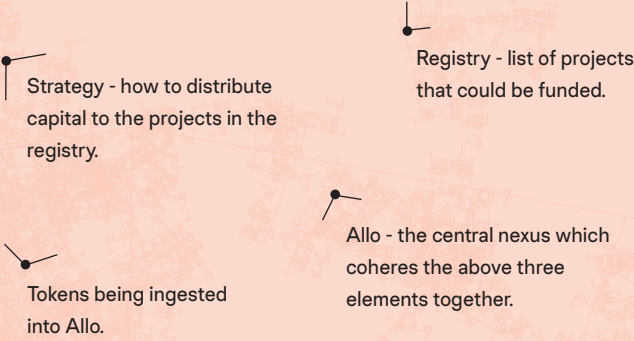 Strategy - how to distribute
capital to the projects in the
registry.
Registry - list of projects
that could be funded.
Tokens being ingested
into Allo.
Allo - the central nexus which
coheres the above three
elements together.